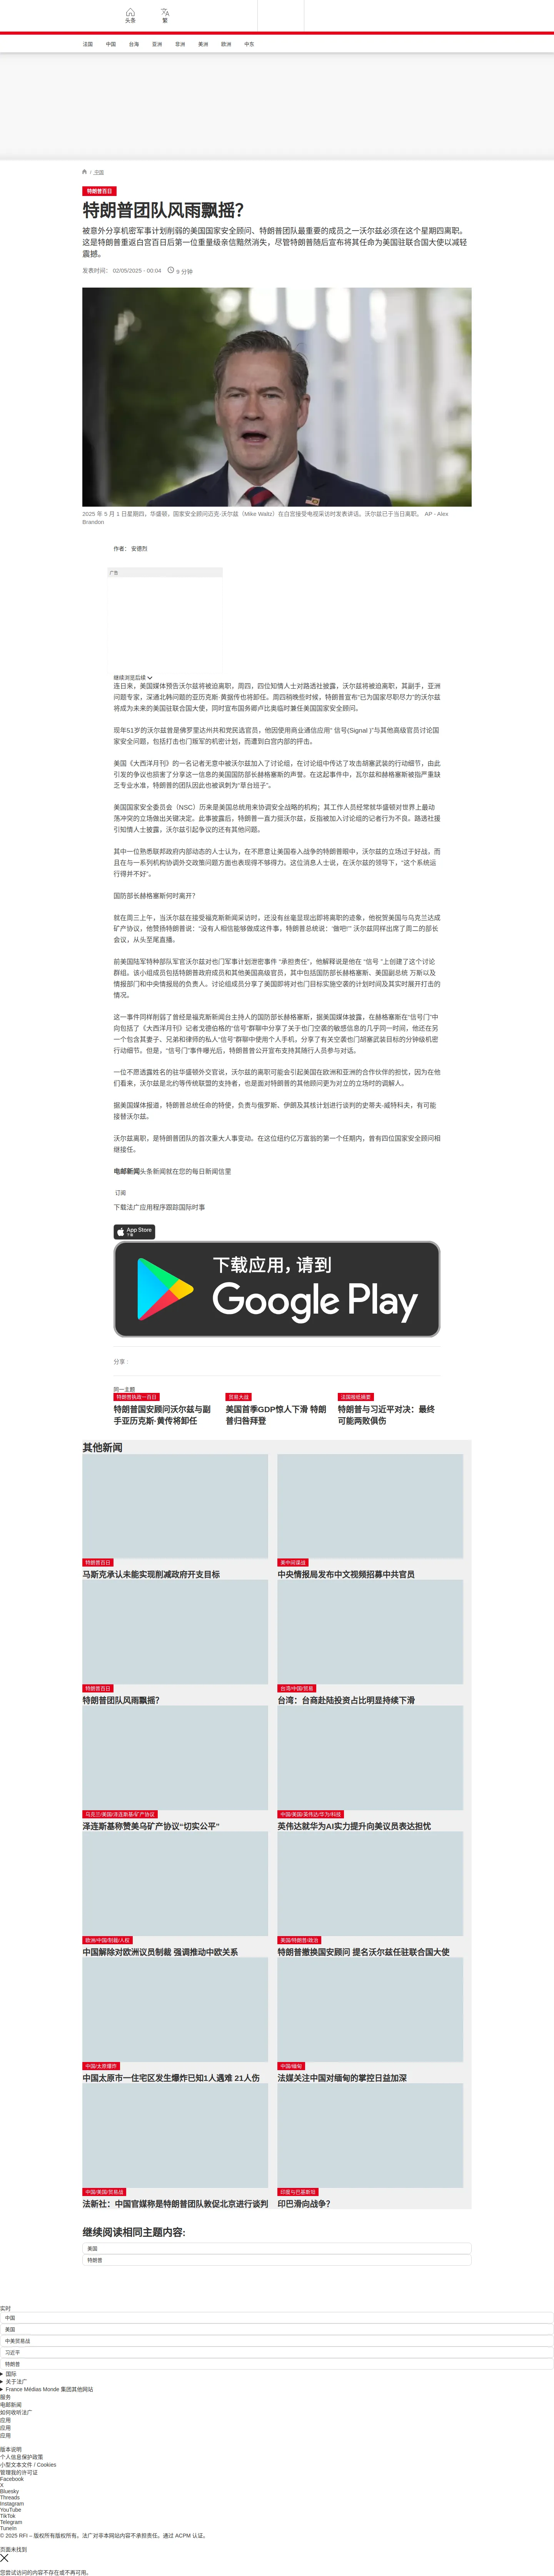 头条
繁
法国 中国 台海 亚洲 非洲 美洲 欧洲 中东
/ 中国
特朗普百日
特朗普团队风雨飘摇？
被意外分享机密军事计划削弱的美国国家安全顾问、特朗普团队最重要的成员之一沃尔兹必须在这个星期四离职。
这是特朗普重返白宫百日后第一位重量级亲信黯然消失，尽管特朗普随后宣布将其任命为美国驻联合国大使以减轻
震撼。
发表时间： 02/05/2025 - 00:04 9 分钟
2025 年 5 月 1 日星期四，华盛顿，国家安全顾问迈克·沃尔兹（Mike Waltz）在白宫接受电视采访时发表讲话。沃尔兹已于当日离职。 AP - Alex
Brandon
作者： 安德烈
广告
继续浏览后续
连日来，美国媒体预告沃尔兹将被迫离职，周四，四位知情人士对路透社披露，沃尔兹将被迫离职，其副手，亚洲
问题专家，深通北韩问题的亚历克斯·黄据传也将卸任。周四稍晚些时候，特朗普宣布“已为国家尽职尽力”的沃尔兹
将成为未来的美国驻联合国大使，同时宣布国务卿卢比奥临时兼任美国国家安全顾问。
现年51岁的沃尔兹曾是佛罗里达州共和党民选官员，他因使用商业通信应用“ 信号(Signal )”与其他高级官员讨论国
家安全问题，包括打击也门叛军的机密计划，而遭到白宫内部的抨击。
美国《大西洋月刊》的一名记者无意中被沃尔兹加入了讨论组，在讨论组中传达了攻击胡塞武装的行动细节，由此
引发的争议也损害了分享这一信息的美国国防部长赫格塞斯的声誉。在这起事件中，瓦尔兹和赫格塞斯被指严重缺
乏专业水准，特朗普的团队因此也被讽刺为“草台班子”。
美国国家安全委员会（NSC）历来是美国总统用来协调安全战略的机构；其工作人员经常就华盛顿对世界上最动
荡冲突的立场做出关键决定。此事披露后，特朗普一直力挺沃尔兹，反指被加入讨论组的记者行为不良。路透社援
引知情人士披露，沃尔兹引起争议的还有其他问题。
其中一位熟悉联邦政府内部动态的人士认为，在不愿意让美国卷入战争的特朗普眼中，沃尔兹的立场过于好战，而
且在与一系列机构协调外交政策问题方面也表现得不够得力。这位消息人士说，在沃尔兹的领导下，“这个系统运
行得并不好”。
国防部长赫格塞斯何时离开？
就在周三上午，当沃尔兹在接受福克斯新闻采访时，还没有丝毫显现出即将离职的迹象，他祝贺美国与乌克兰达成
矿产协议，他赞扬特朗普说：“没有人相信能够做成这件事，特朗普总统说：‘做吧!’” 沃尔兹同样出席了周二的部长
会议，从头至尾直播。
前美国陆军特种部队军官沃尔兹对也门军事计划泄密事件 “承担责任”，他解释说是他在 “信号 ”上创建了这个讨论
群组。该小组成员包括特朗普政府成员和其他美国高级官员，其中包括国防部长赫格塞斯、美国副总统 万斯以及
情报部门和中央情报局的负责人。讨论组成员分享了美国即将对也门目标实施空袭的计划时间及其实时展开打击的
情况。
这一事件同样削弱了曾经是福克斯新闻台主持人的国防部长赫格塞斯，据美国媒体披露，在赫格塞斯在“信号门”中
向包括了《大西洋月刊》记者戈德伯格的“信号”群聊中分享了关于也门空袭的敏感信息的几乎同一时间，他还在另
一个包含其妻子、兄弟和律师的私人“信号”群聊中使用个人手机，分享了有关空袭也门胡塞武装目标的分钟级机密
行动细节。但是，“信号门”事件曝光后，特朗普曾公开宣布支持其随行人员参与对话。
一位不愿透露姓名的驻华盛顿外交官说，沃尔兹的离职可能会引起美国在欧洲和亚洲的合作伙伴的担忧，因为在他
们看来，沃尔兹是北约等传统联盟的支持者，也是面对特朗普的其他顾问更为对立的立场时的调解人。
据美国媒体报道，特朗普总统任命的特使，负责与俄罗斯、伊朗及其核计划进行谈判的史蒂夫-威特科夫，有可能
接替沃尔兹。
沃尔兹离职，是特朗普团队的首次重大人事变动。在这位纽约亿万富翁的第一个任期内，曾有四位国家安全顾问相
继接任。
电邮新闻头条新闻就在您的每日新闻信里
订阅
下载法广应用程序跟踪国际时事
App Store
下载
下载应用，请到
Google Play
分享 :
同一主题
特朗普执政一百日
特朗普国安顾问沃尔兹与副
手亚历克斯·黄传将卸任
贸易大战
美国首季GDP惊人下滑 特朗
普归咎拜登
法国报纸摘要
特朗普与习近平对决：最终
可能两败俱伤
其他新闻
特朗普百日
马斯克承认未能实现削减政府开支目标
美中间谍战
中央情报局发布中文视频招募中共官员
特朗普百日
特朗普团队风雨飘摇？
台湾/中国/贸易
台湾：台商赴陆投资占比明显持续下滑
乌克兰/美国/泽连斯基/矿产协议
泽连斯基称赞美乌矿产协议“切实公平”
中国/美国/英伟达/华为/科技
英伟达就华为AI实力提升向美议员表达担忧
欧洲/中国/制裁/人权
中国解除对欧洲议员制裁 强调推动中欧关系
美国/特朗普/政治
特朗普撤换国安顾问 提名沃尔兹任驻联合国大使
中国/太原爆炸
中国太原市一住宅区发生爆炸已知1人遇难 21人伤
中国/缅甸
法媒关注中国对缅甸的掌控日益加深
中国/美国/贸易战
法新社：中国官媒称是特朗普团队敦促北京进行谈判
印度与巴基斯坦
印巴滑向战争？
继续阅读相同主题内容:
美国
特朗普
实时
中国
美国
中美贸易战
习近平
特朗普
国际
关于法广
France Médias Monde 集团其他网站
服务
电邮新闻
如何收听法广
应用
应用
应用
版本说明
个人信息保护政策
小型文本文件 / Cookies
管理我的许可证
Facebook
X
Bluesky
Threads
Instagram
YouTube
TikTok
Telegram
TuneIn
© 2025 RFI – 版权所有版权所有。法广对非本网站内容不承担责任。通过 ACPM 认证。
页面未找到
您尝试访问的内容不存在或不再可用。